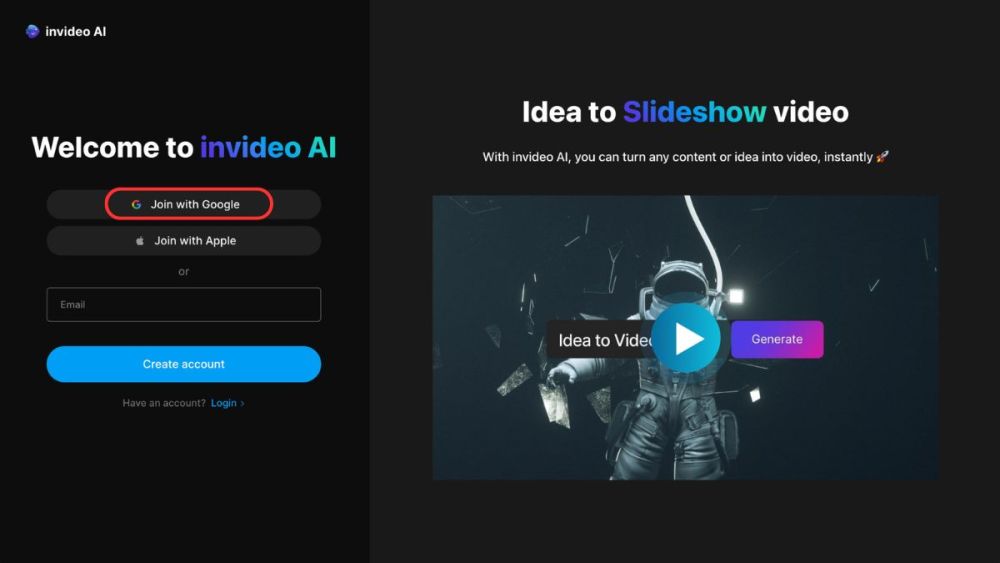 invideo AI
Welcome to invideo AI
Join with Google
Join with Apple
or
Email
Create account
Have an account? Login >
Idea to Slideshow video
With invideo AI, you can turn any content or idea into video, instantly 🚀
Idea to Video
Generate